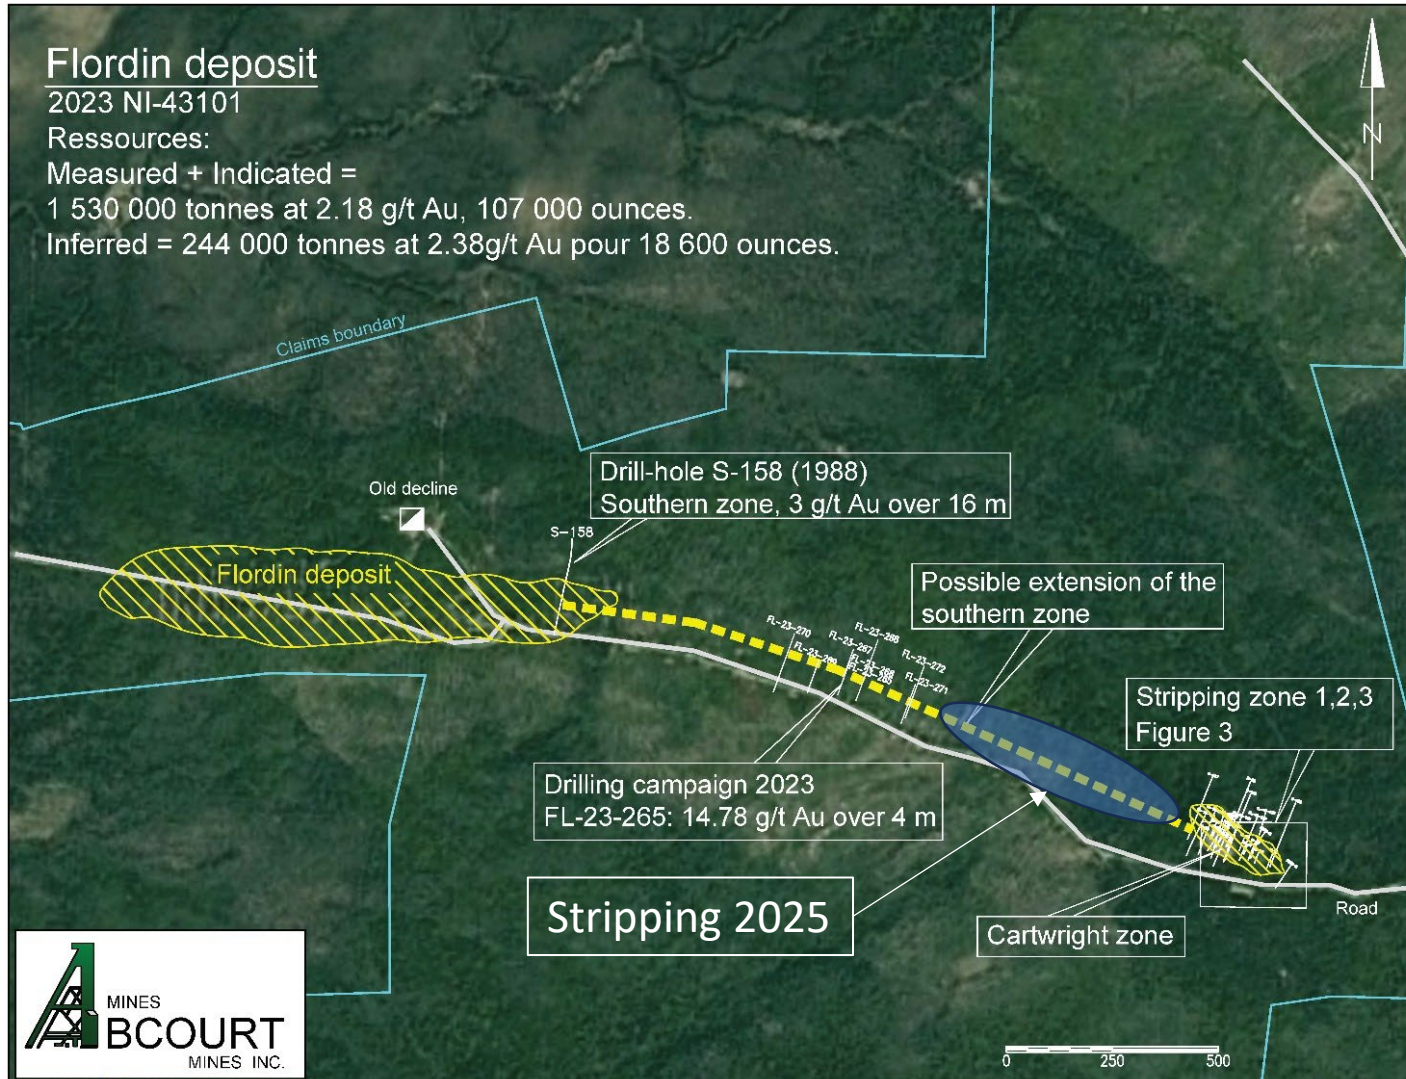 Flordin deposit
2023 NI-43101
Ressources:
Measured + Indicated =
1 530 000 tonnes at 2.18 g/t Au, 107 000 ounces.
Inferred = 244 000 tonnes at 2.38g/t Au pour 18 600 ounces.
N
Claims boundary
Old decline
Drill-hole S-158 (1988)
Southern zone, 3 g/t Au over 16 m
S-158
Flordin deposit
Possible extension of the
southern zone
FL-23-270
FL-23-267
FL-23-272
FL-23-271
Stripping zone 1,2,3
Figure 3
Drilling campaign 2023
FL-23-265: 14.78 g/t Au over 4 m
Stripping 2025
Cartwright zone
Road
MINES
ABCOURT
MINES INC.
0 250 500